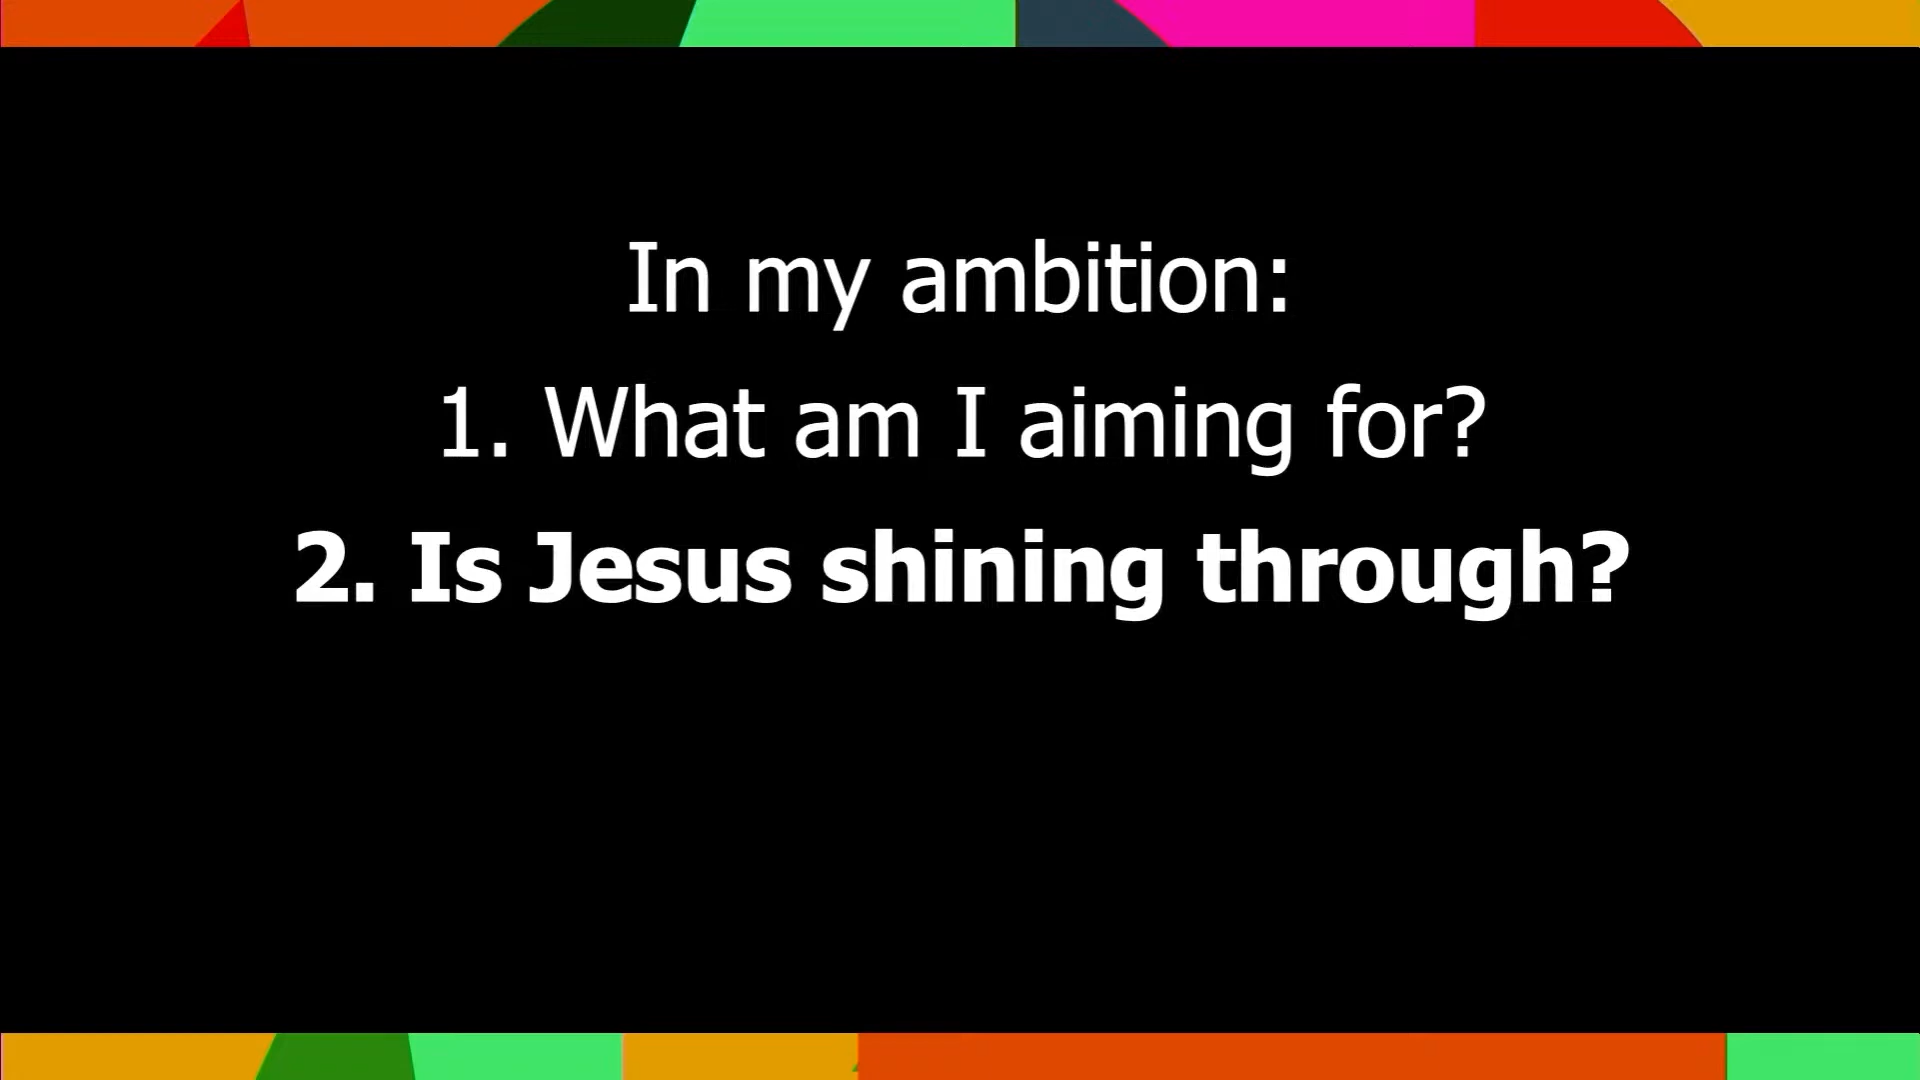 In my ambition:
1. What am I aiming for?
2. Is Jesus shining through?